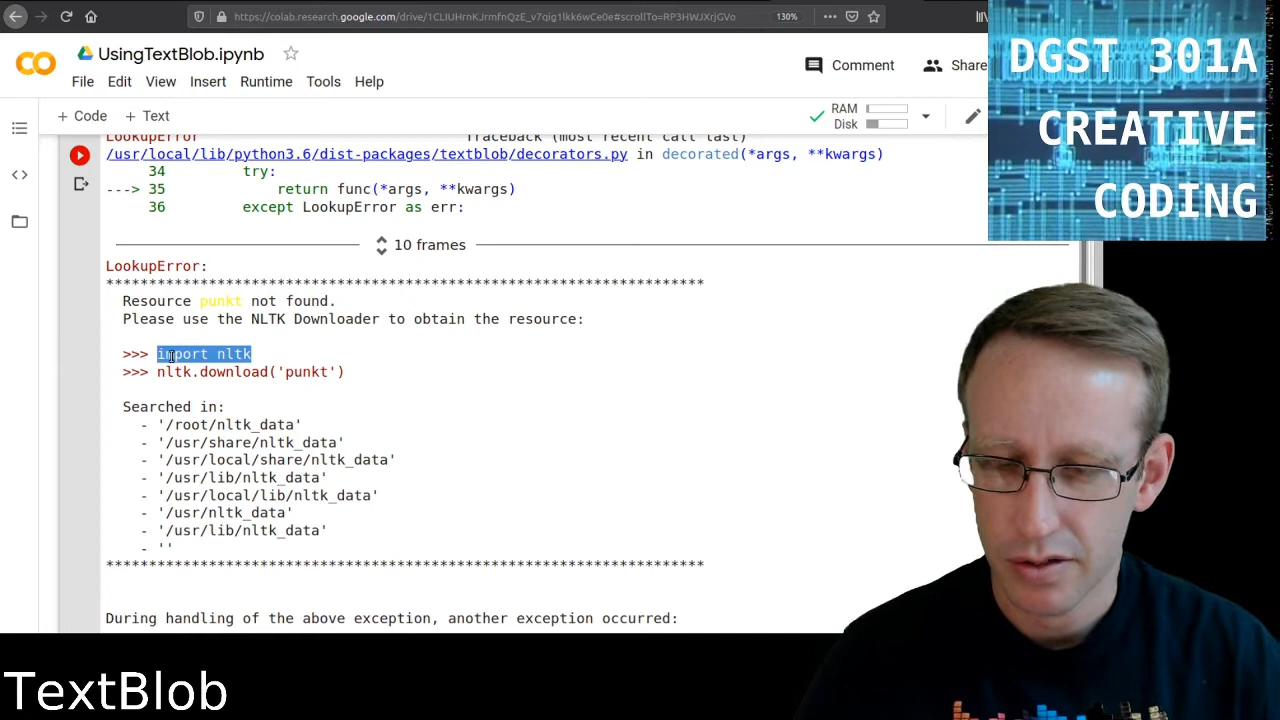 https://colab.research.google.com/drive/1CLIUHrnKJrmfnQzE_v7qig1lkk6wCe0e#scrollTo=RP3HWJXrjGVo
130%
UsingTextBlob.ipynb
File Edit View Insert Runtime Tools Help
Comment
Share
+ Code + Text
RAM
Disk
LookupError Traceback (most recent call last)
/usr/local/lib/python3.6/dist-packages/textblob/decorators.py in decorated(*args, **kwargs)
34 try:
---> 35 return func(*args, **kwargs)
36 except LookupError as err:
10 frames
LookupError:
**********************************************************************
Resource punkt not found.
Please use the NLTK Downloader to obtain the resource:
>>> import nltk
>>> nltk.download('punkt')
Searched in:
- '/root/nltk_data'
- '/usr/share/nltk_data'
- '/usr/local/share/nltk_data'
- '/usr/lib/nltk_data'
- '/usr/local/lib/nltk_data'
- '/usr/nltk_data'
- '/usr/lib/nltk_data'
- ''
**********************************************************************
During handling of the above exception, another exception occurred:
DGST 301A
CREATIVE
CODING
TextBlob